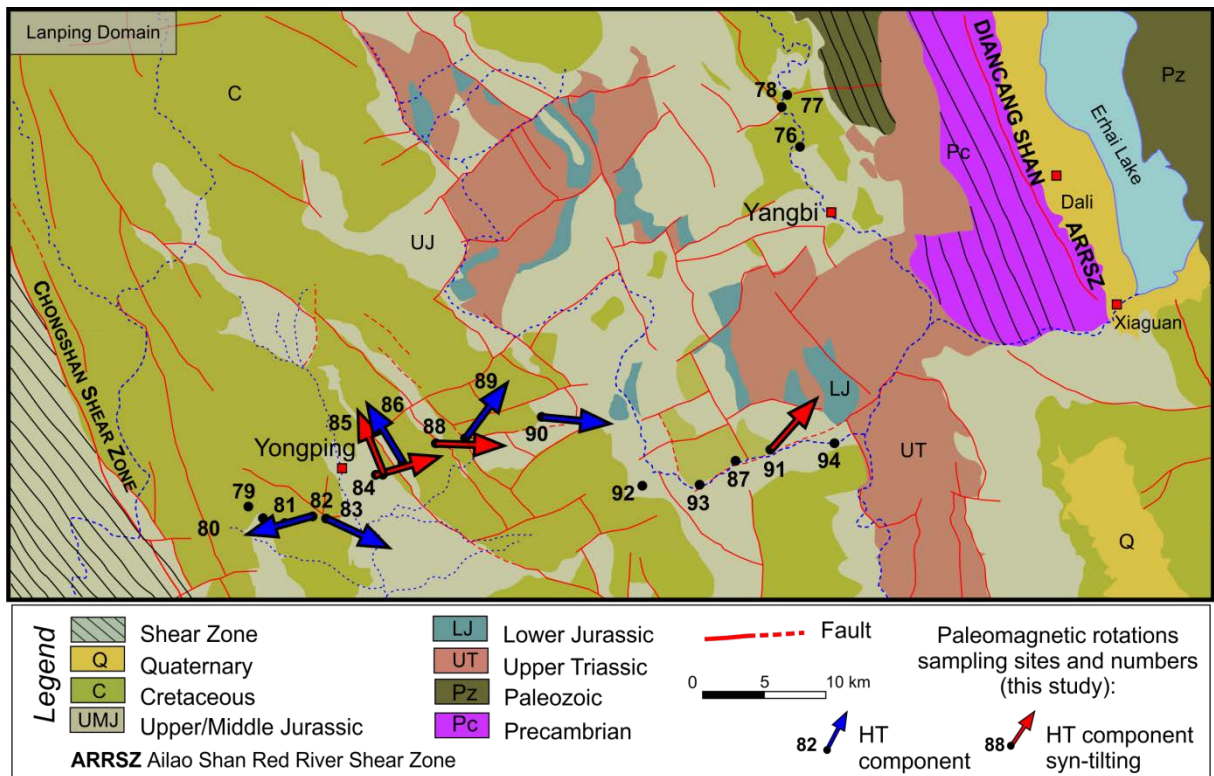 Lanping Domain
C
78
77
76
Pc
DIANCANG SHAN
Pz
Erhai Lake
Dali
Yangbi
ARRSZ
UJ
Xiaguan
CHONGSHAN SHEAR ZONE
89
86
85
88
90
LJ
Yongping
84
91
94
UT
87
92
93
79
82
81
83
80
Q
Legend
Shear Zone
Q Quaternary
C Cretaceous
UMJ Upper/Middle Jurassic
LJ Lower Jurassic
UT Upper Triassic
Pz Paleozoic
Pc Precambrian
ARRSZ Ailao Shan Red River Shear Zone
Fault
0 5 10 km
Paleomagnetic rotations
sampling sites and numbers
(this study):
82 HT
component
88 HT component
syn-tilting